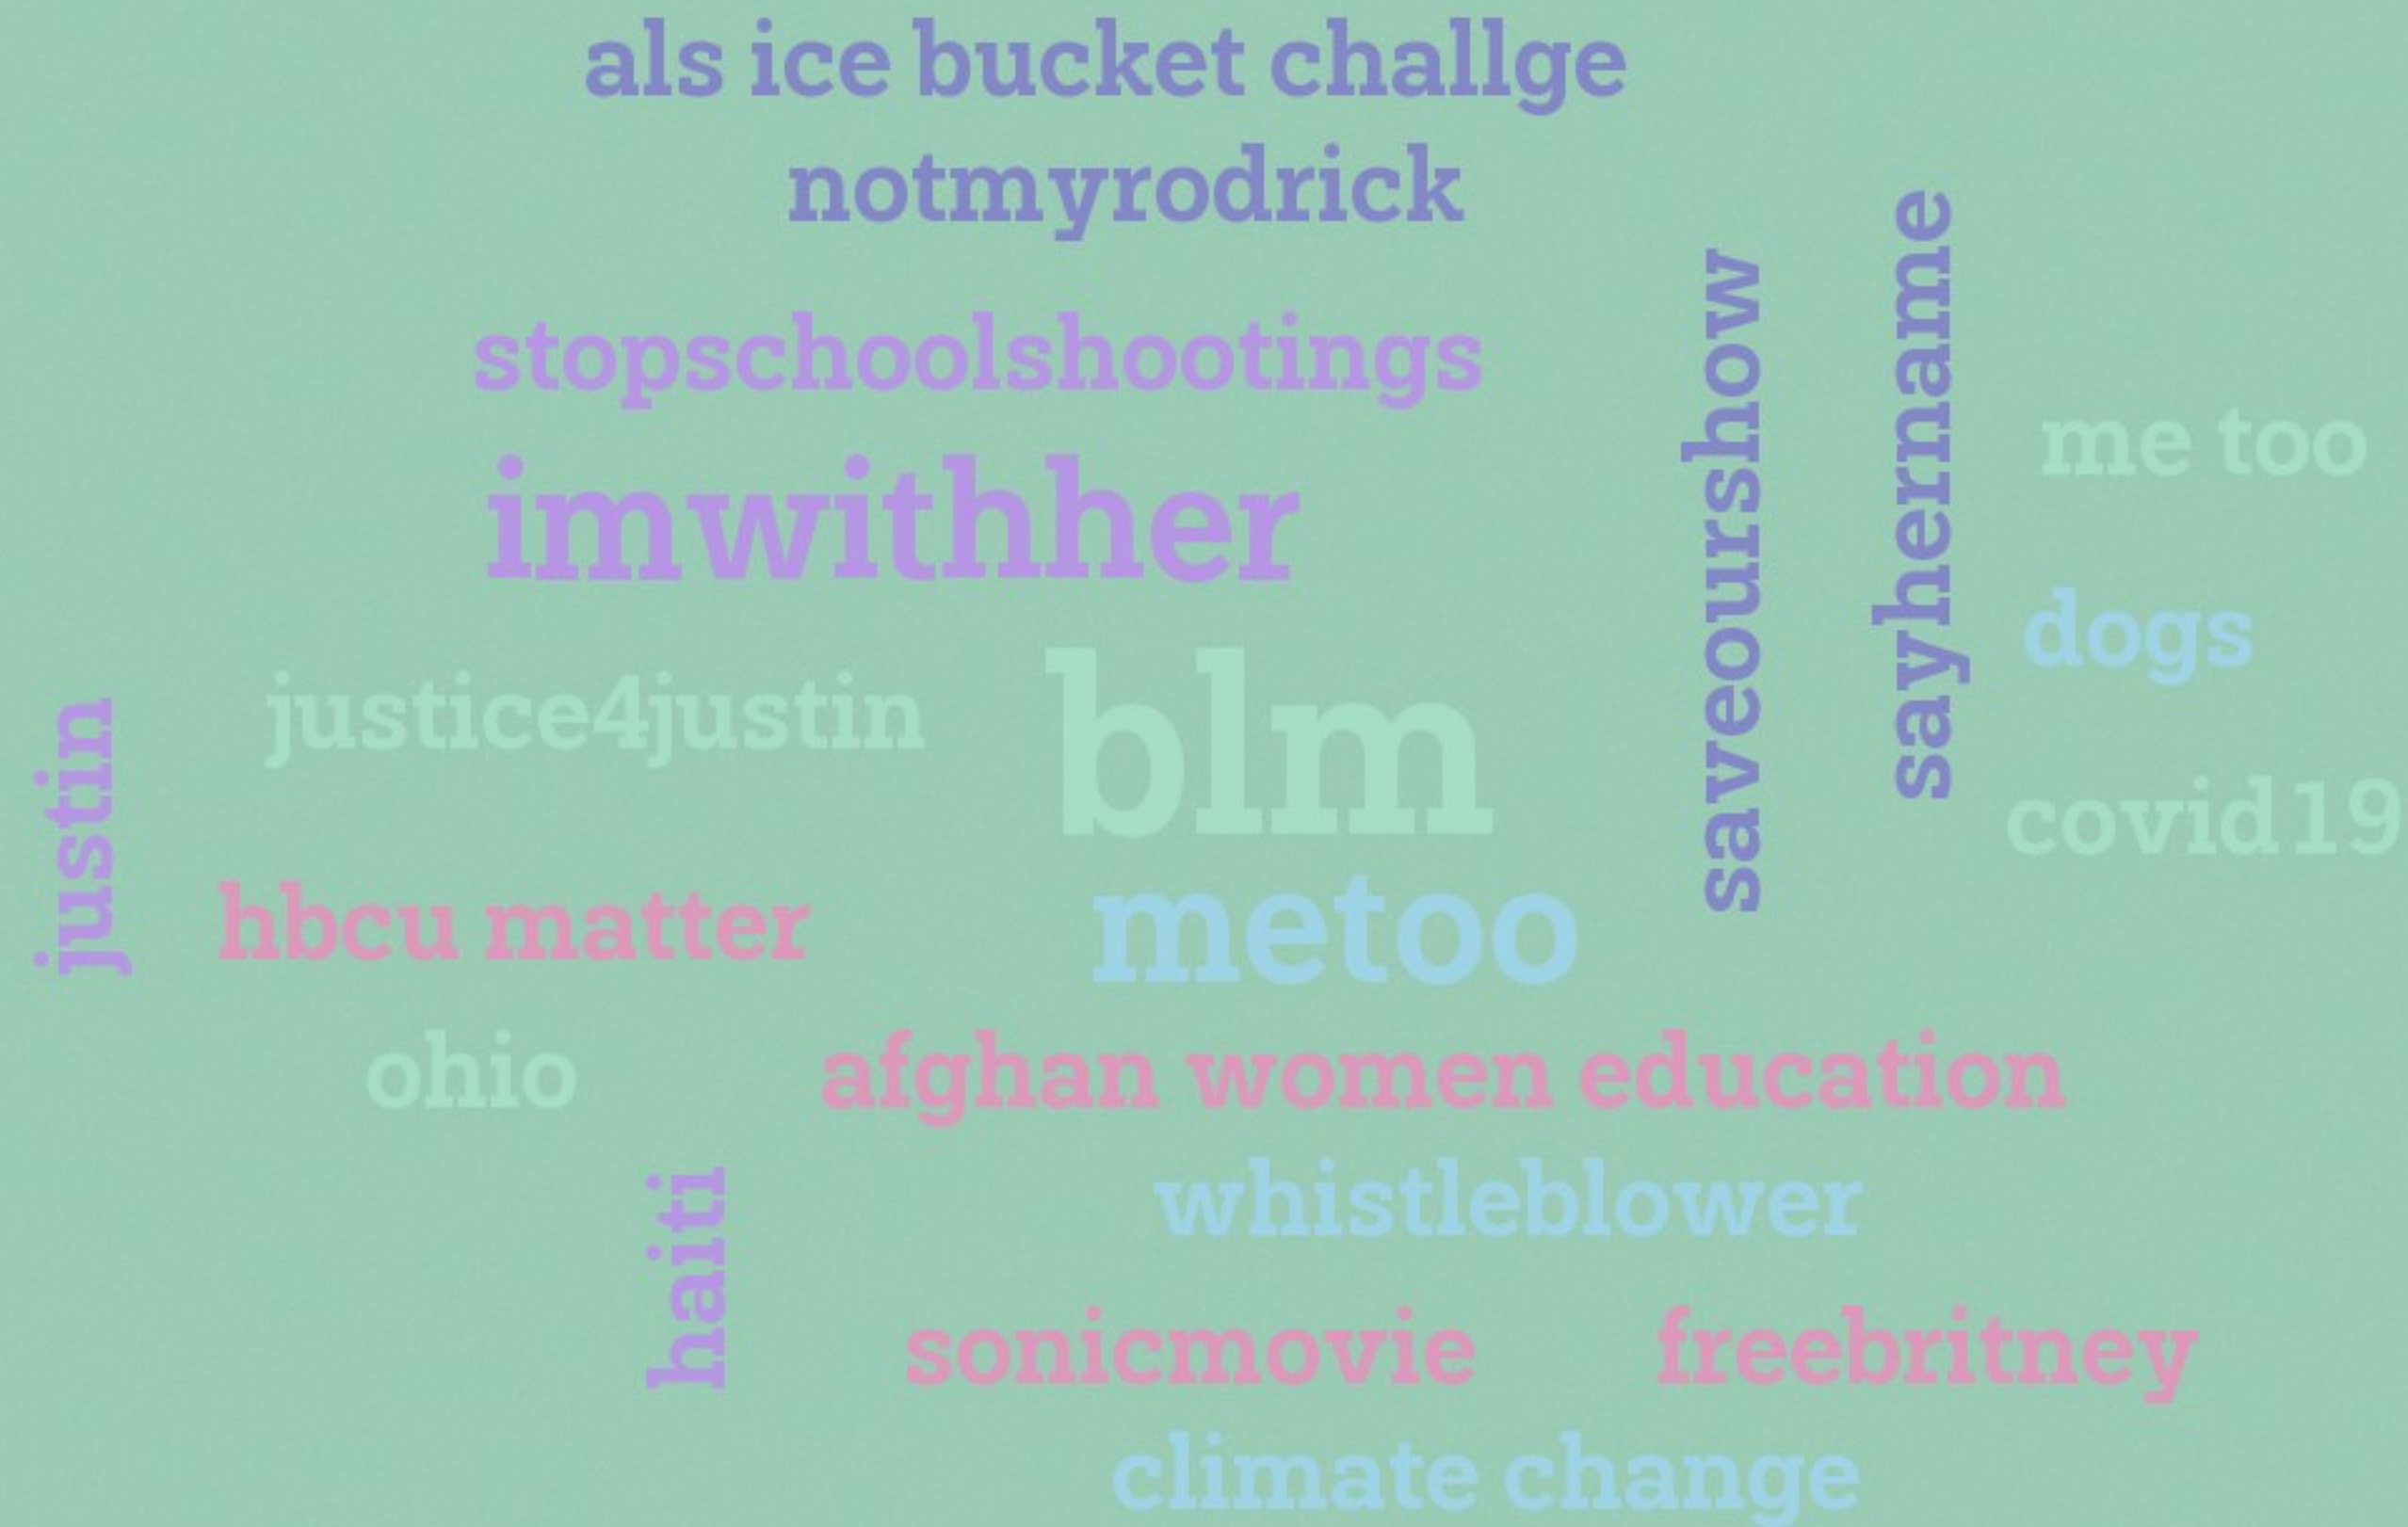 als ice bucket challge
notmyrodrick
stopschoolshootings
imwithher
saveourshow
sayhername
me too
dogs
covid19
justin
justice4justin
blm
hbcu matter
metoo
ohio
afghan women education
haiti
whistleblower
sonicmovie
freebritney
climate change